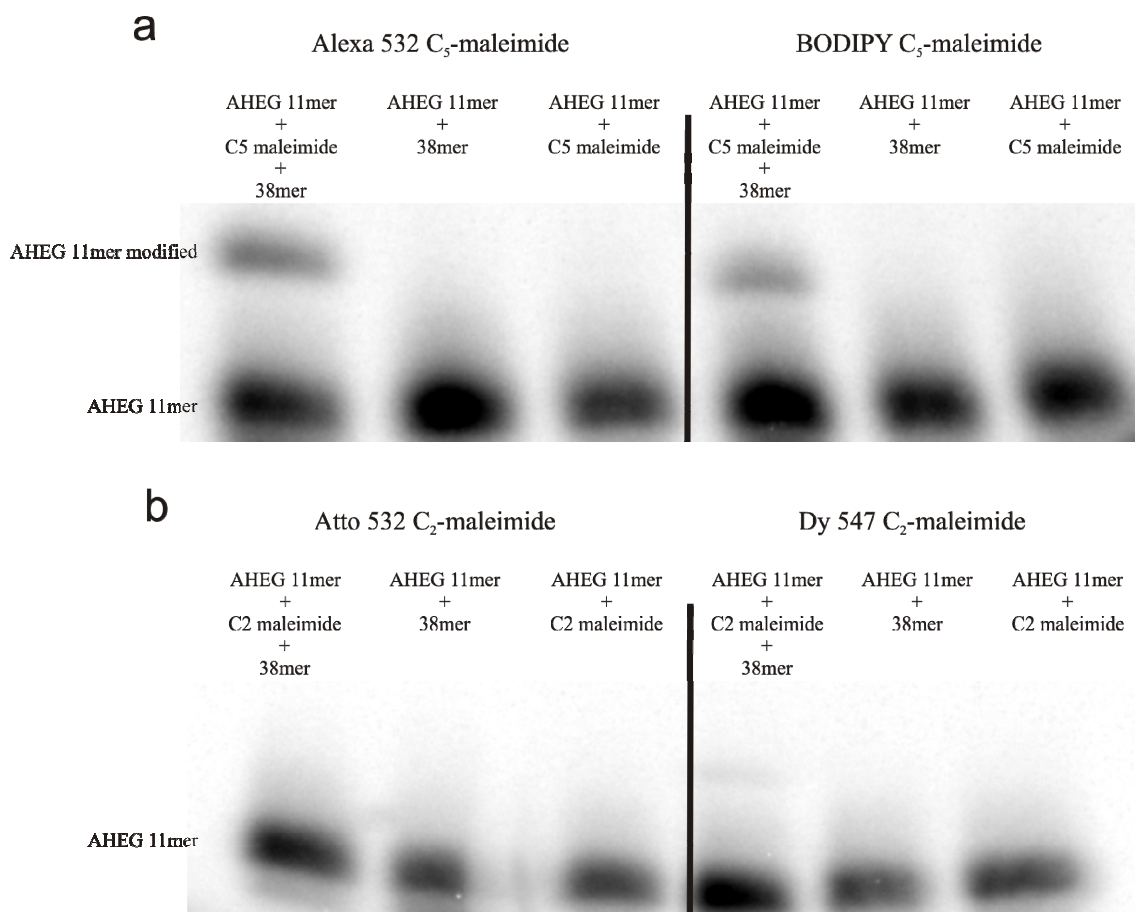 a
Alexa 532 C₅-maleimide
BODIPY C₅-maleimide
AHEG 11mer
+
C5 maleimide
+
38mer
AHEG 11mer
+
38mer
AHEG 11mer
+
C5 maleimide
AHEG 11mer
+
C5 maleimide
+
38mer
AHEG 11mer
+
38mer
AHEG 11mer
+
C5 maleimide
AHEG 11mer modified
AHEG 11mer
b
Atto 532 C₂-maleimide
Dy 547 C₂-maleimide
AHEG 11mer
+
C2 maleimide
+
38mer
AHEG 11mer
+
38mer
AHEG 11mer
+
C2 maleimide
AHEG 11mer
+
C2 maleimide
+
38mer
AHEG 11mer
+
38mer
AHEG 11mer
+
C2 maleimide
AHEG 11mer